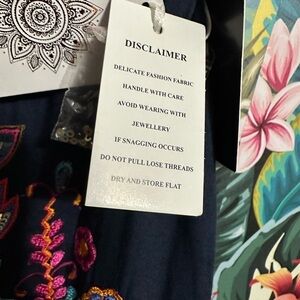 DISCLAIMER
DELICATE FASHION FABRIC
HANDLE WITH CARE
AVOID WEARING WITH
JEWELLERY
IF SNAGGING OCCURS
DO NOT PULL LOSE THREADS
DRY AND STORE FLAT